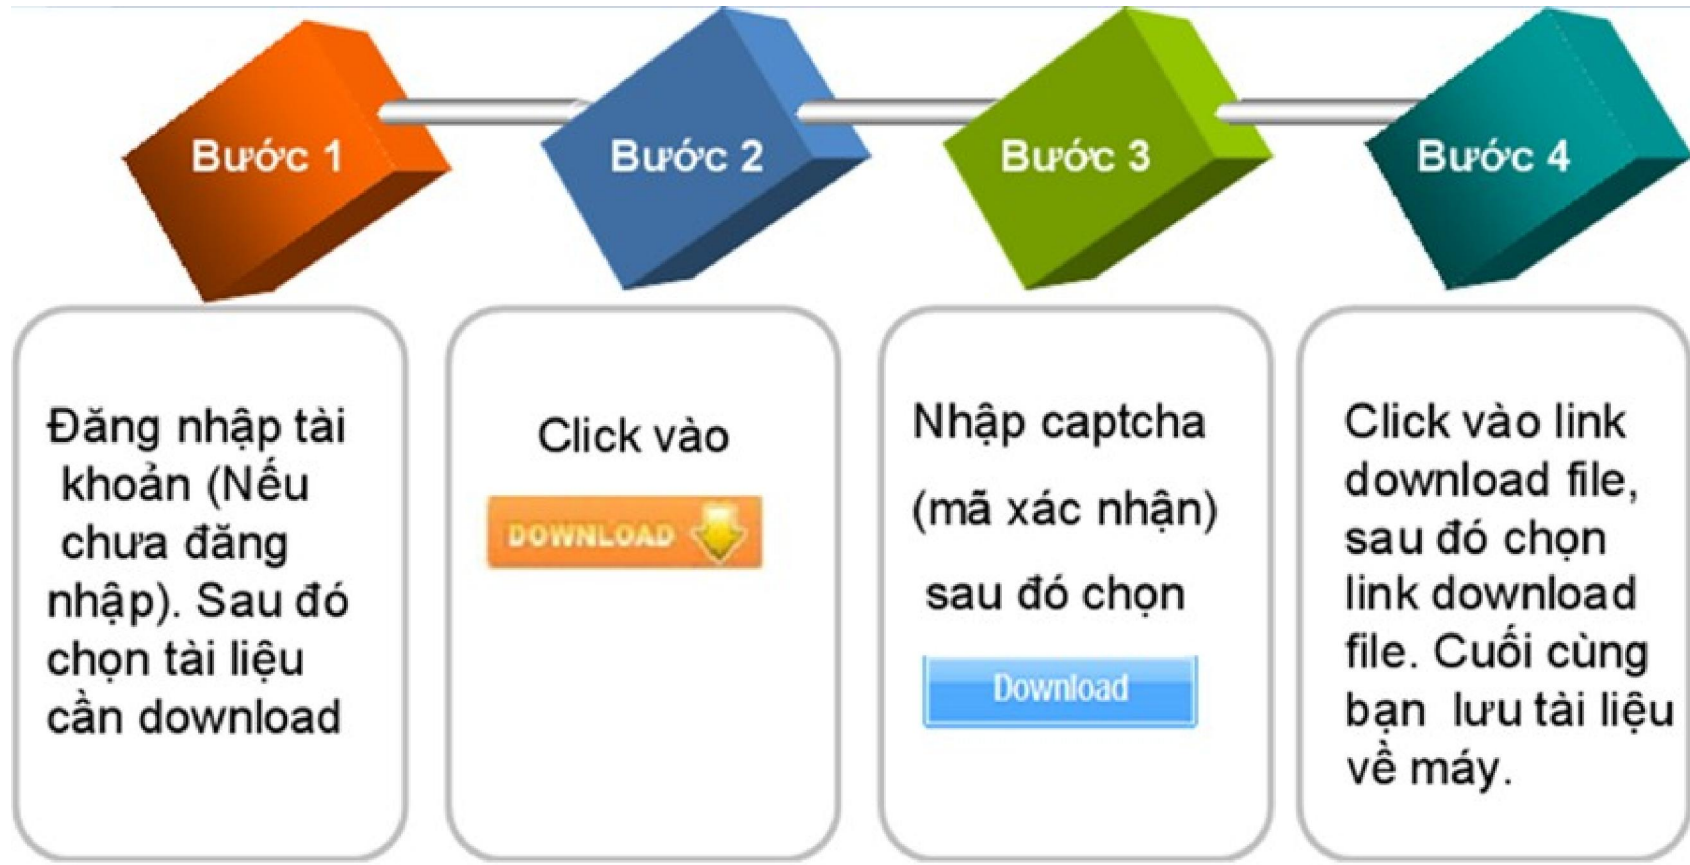 Bước 1
Bước 2
Bước 3
Bước 4
Đăng nhập tài
khoản (Nếu
chưa đăng
nhập). Sau đó
chọn tài liệu
cần download
Click vào
DOWNLOAD
Nhập captcha
(mã xác nhận)
sau đó chọn
Download
Click vào link
download file,
sau đó chọn
link download
file. Cuối cùng
bạn lưu tài liệu
về máy.